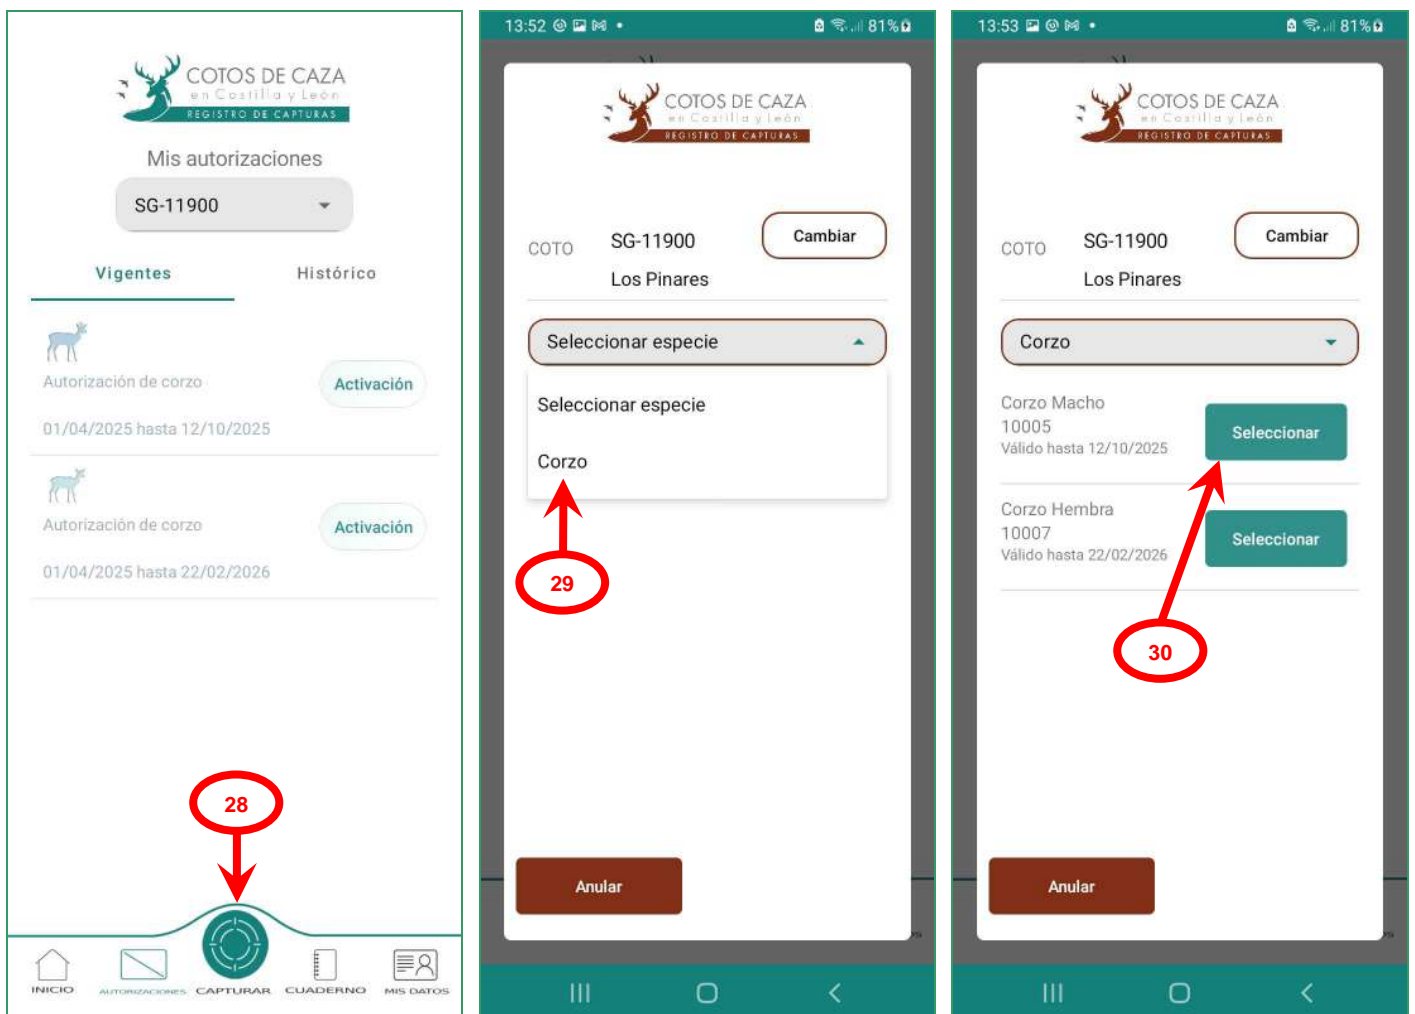 COTOS DE CAZA
en Castilla y León
REGISTRO DE CAPTURAS
Mis autorizaciones
SG-11900
Vigentes
Histórico
Autorización de corzo
Activación
01/04/2025 hasta 12/10/2025
Autorización de corzo
Activación
01/04/2025 hasta 22/02/2026
28
INICIO
AUTORIZACIONES
CAPTURAR
CUADERNO
MIS DATOS
13:52
81%
COTOS DE CAZA
en Castilla y León
REGISTRO DE CAPTURAS
COTO
SG-11900
Cambiar
Los Pinares
Seleccionar especie
Seleccionar especie
Corzo
29
Anular
13:53
81%
COTOS DE CAZA
en Castilla y León
REGISTRO DE CAPTURAS
COTO
SG-11900
Cambiar
Los Pinares
Corzo
Corzo Macho
10005
Válido hasta 12/10/2025
Seleccionar
Corzo Hembra
10007
Válido hasta 22/02/2026
Seleccionar
30
Anular